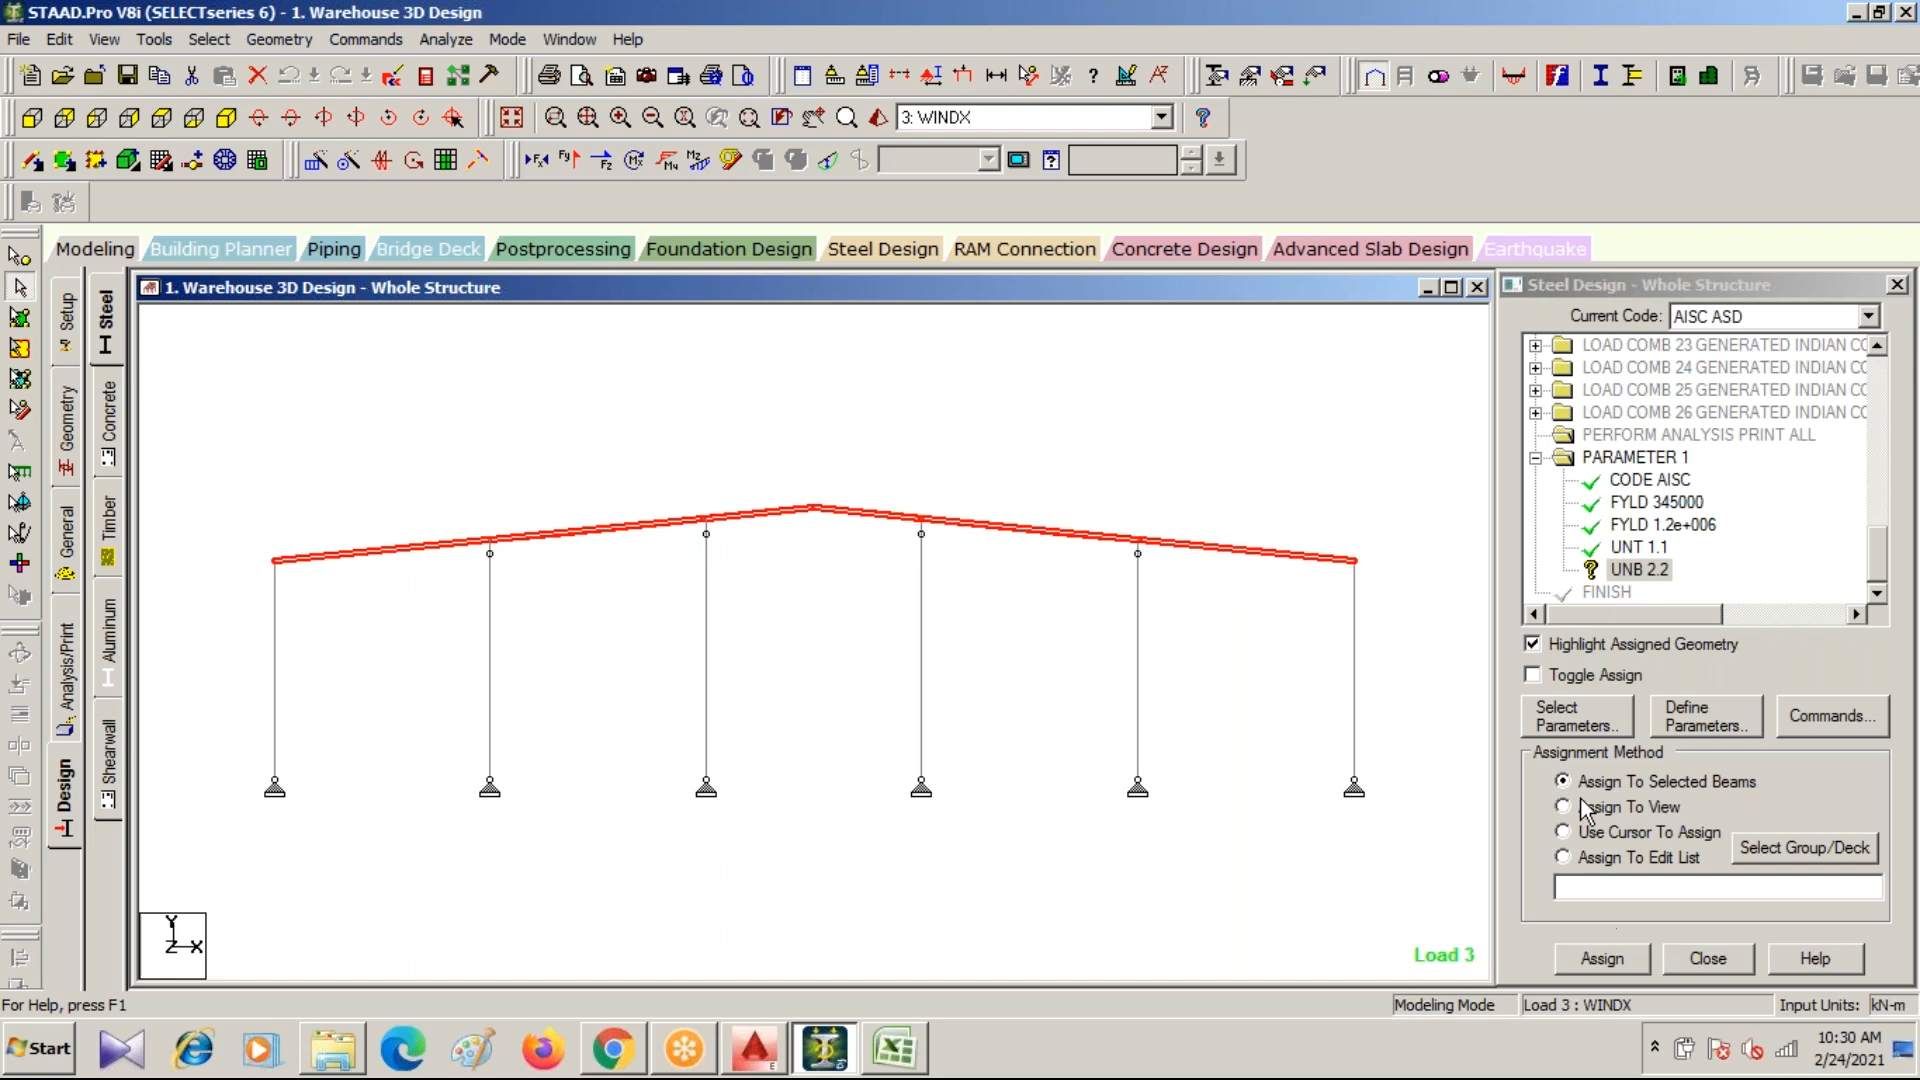 STAAD.Pro V8i (SELECTseries 6) - 1. Warehouse 3D Design
File Edit View Tools Select Geometry Commands Analyze Mode Window Help
3: WINDX
Modeling Building Planner Piping Bridge Deck Postprocessing Foundation Design Steel Design RAM Connection Concrete Design Advanced Slab Design Earthquake
Setup
Geometry
General
Analysis/Print
Design
Steel
Concrete
Timber
Aluminum
Shearwall
1. Warehouse 3D Design - Whole Structure
Y
Z X
Load 3
Steel Design - Whole Structure
Current Code: AISC ASD
LOAD COMB 23 GENERATED INDIAN CO
LOAD COMB 24 GENERATED INDIAN CO
LOAD COMB 25 GENERATED INDIAN CO
LOAD COMB 26 GENERATED INDIAN CO
PERFORM ANALYSIS PRINT ALL
PARAMETER 1
CODE AISC
FYLD 345000
FYLD 1.2e+006
UNT 1.1
UNB 2.2
FINISH
Highlight Assigned Geometry
Toggle Assign
Select Parameters..
Define Parameters..
Commands...
Assignment Method
Assign To Selected Beams
Assign To View
Use Cursor To Assign
Assign To Edit List
Select Group/Deck
Assign Close Help
For Help, press F1
Modeling Mode Load 3 : WINDX Input Units: kN-m
Start
10:30 AM
2/24/2021